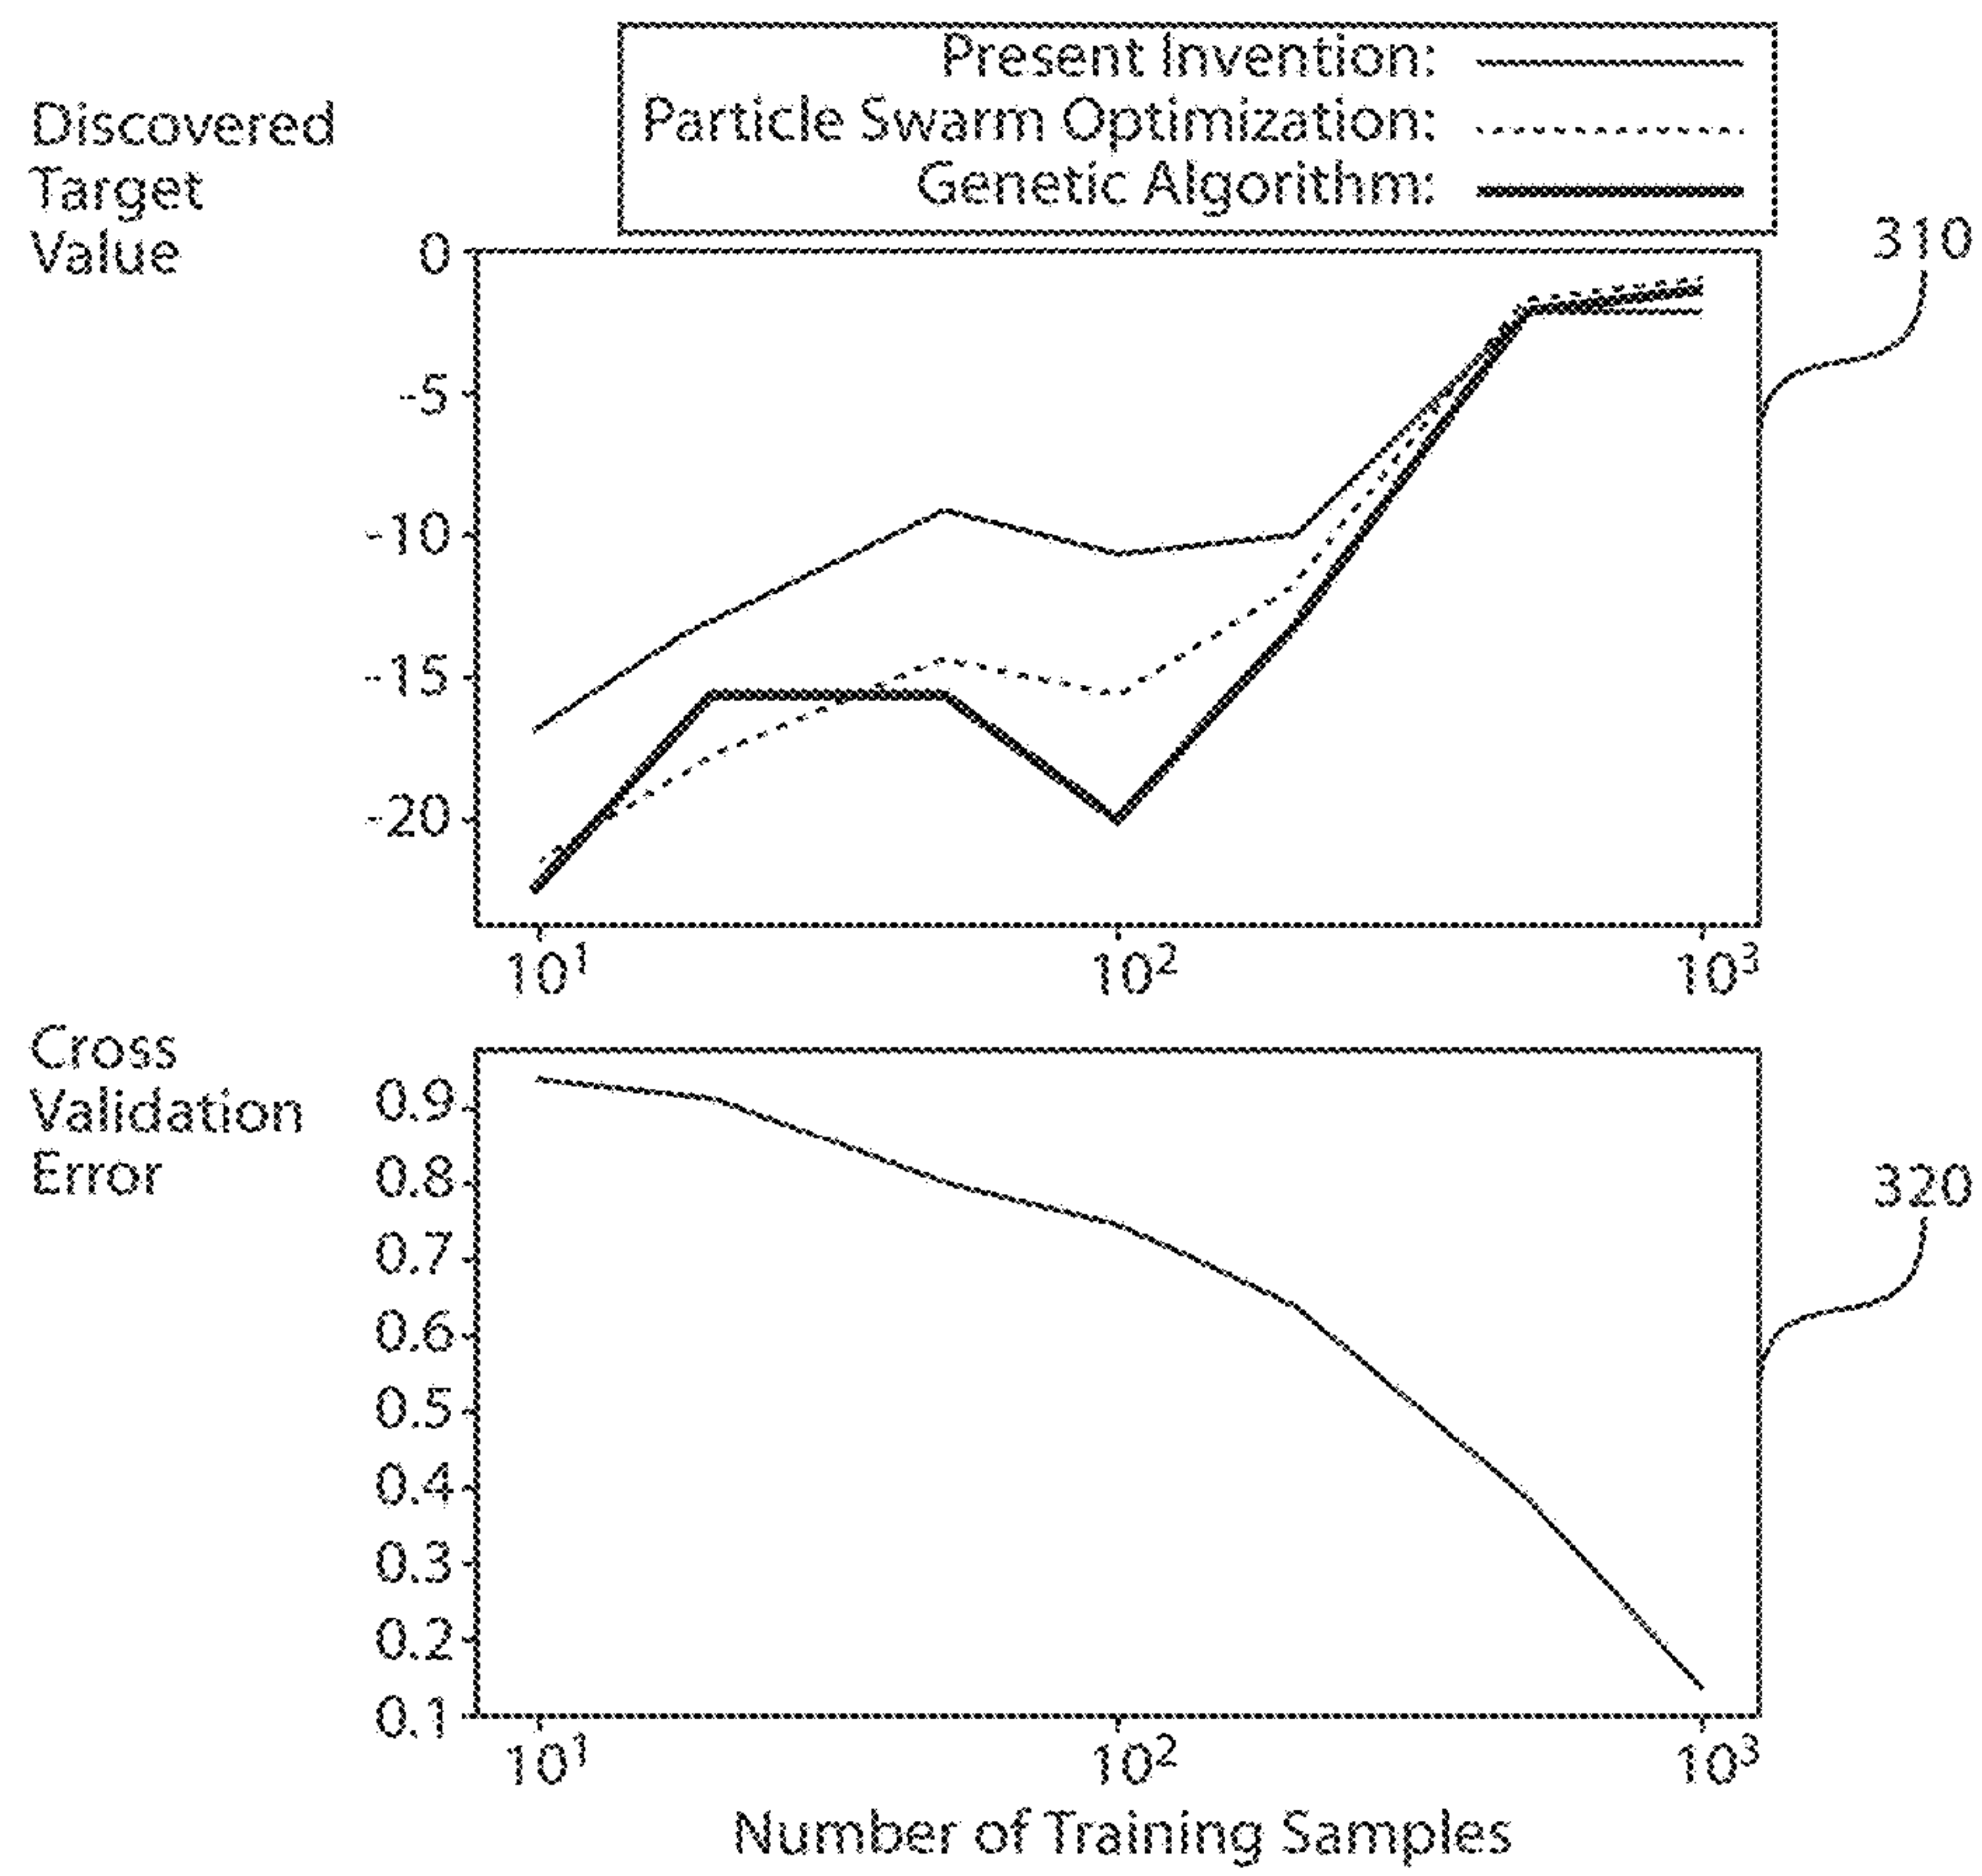 Present Invention:
Particle Swarm Optimization:
Genetic Algorithm:
Discovered
Target
Value
0
-5
-10
-15
-20
310
10¹ 10² 10³
Cross
Validation
Error
0.9
0.8
0.7
0.6
0.5
0.4
0.3
0.2
0.1
320
10¹ 10² 10³
Number of Training Samples